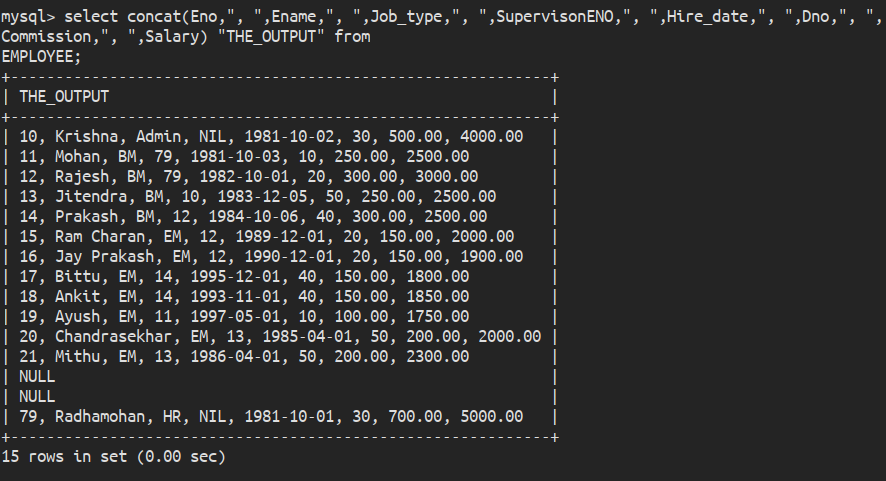 mysql> select concat(Eno,", ",Ename,", ",Job_type,", ",SupervisonENO,", ",Hire_date,", ",Dno,", ",
Commission,", ",Salary) "THE_OUTPUT" from
EMPLOYEE;
+------------------------------------------------------------+
| THE_OUTPUT                                                 |
+------------------------------------------------------------+
| 10, Krishna, Admin, NIL, 1981-10-02, 30, 500.00, 4000.00   |
| 11, Mohan, BM, 79, 1981-10-03, 10, 250.00, 2500.00         |
| 12, Rajesh, BM, 79, 1982-10-01, 20, 300.00, 3000.00        |
| 13, Jitendra, BM, 10, 1983-12-05, 50, 250.00, 2500.00      |
| 14, Prakash, BM, 12, 1984-10-06, 40, 300.00, 2500.00       |
| 15, Ram Charan, EM, 12, 1989-12-01, 20, 150.00, 2000.00    |
| 16, Jay Prakash, EM, 12, 1990-12-01, 20, 150.00, 1900.00   |
| 17, Bittu, EM, 14, 1995-12-01, 40, 150.00, 1800.00         |
| 18, Ankit, EM, 14, 1993-11-01, 40, 150.00, 1850.00         |
| 19, Ayush, EM, 11, 1997-05-01, 10, 100.00, 1750.00         |
| 20, Chandrasekhar, EM, 13, 1985-04-01, 50, 200.00, 2000.00 |
| 21, Mithu, EM, 13, 1986-04-01, 50, 200.00, 2300.00         |
| NULL                                                       |
| NULL                                                       |
| 79, Radhamohan, HR, NIL, 1981-10-01, 30, 700.00, 5000.00   |
+------------------------------------------------------------+
15 rows in set (0.00 sec)